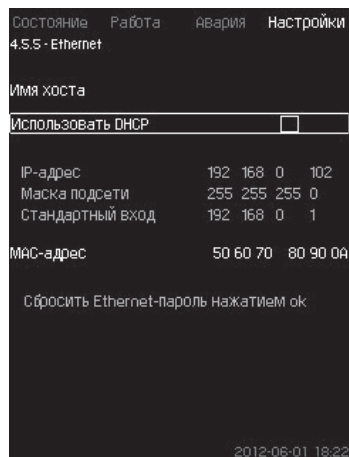 Состояние Работа Авария Настройки
4.5.5 - Ethernet
Имя хоста
Использовать DHCP
IP-адрес 192 168 0 102
Маска подсети 255 255 255 0
Стандартный вход 192 168 0 1
MAC-адрес 50 60 70 80 90 0A
Сбросить Ethernet-пароль нажатием ok
2012-06-01 18:22